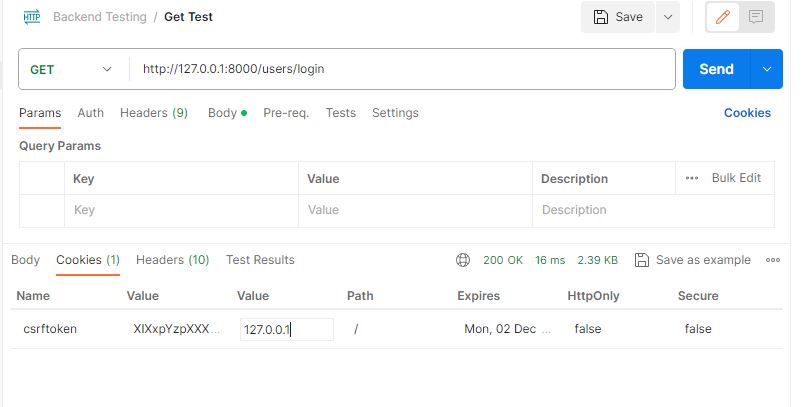 HTTP Backend Testing / Get Test Save
GET http://127.0.0.1:8000/users/login Send
Params Auth Headers (9) Body Pre-req. Tests Settings Cookies
Query Params
Key Value Description Bulk Edit
Key Value Description
Body Cookies (1) Headers (10) Test Results 200 OK 16 ms 2.39 KB Save as example
Name Value Value Path Expires HttpOnly Secure
csrftoken XIXxpYzpXXX... 127.0.0.1 / Mon, 02 Dec ... false false